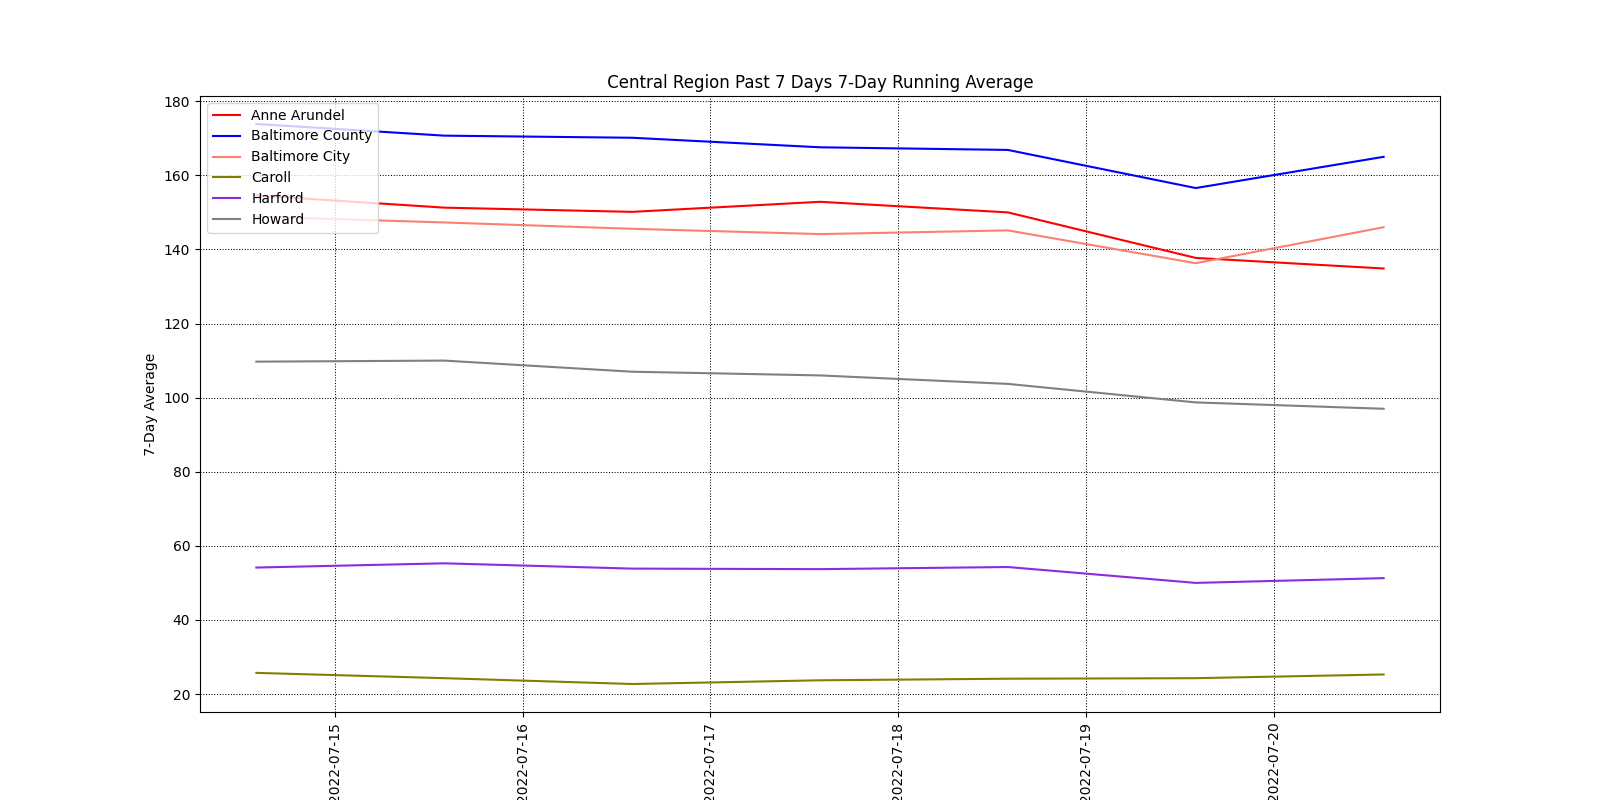 Central Region Past 7 Days 7-Day Running Average
180
160
140
120
100
80
60
40
20
7-Day Average
Anne Arundel
Baltimore County
Baltimore City
Caroll
Harford
Howard
2022-07-15
2022-07-16
2022-07-17
2022-07-18
2022-07-19
2022-07-20